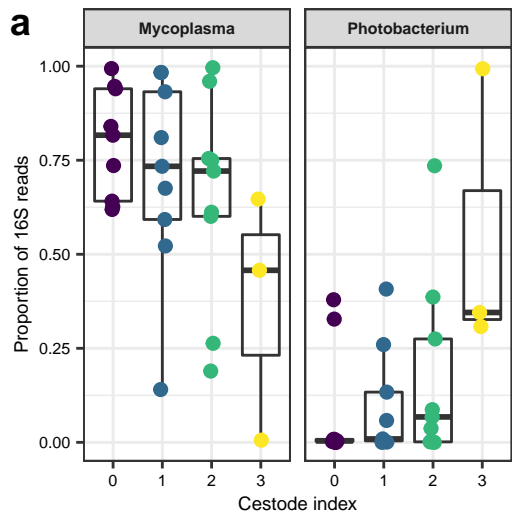 a
Mycoplasma Photobacterium
Proportion of 16S reads
1.00
0.75
0.50
0.25
0.00
0 1 2 3 0 1 2 3
Cestode index